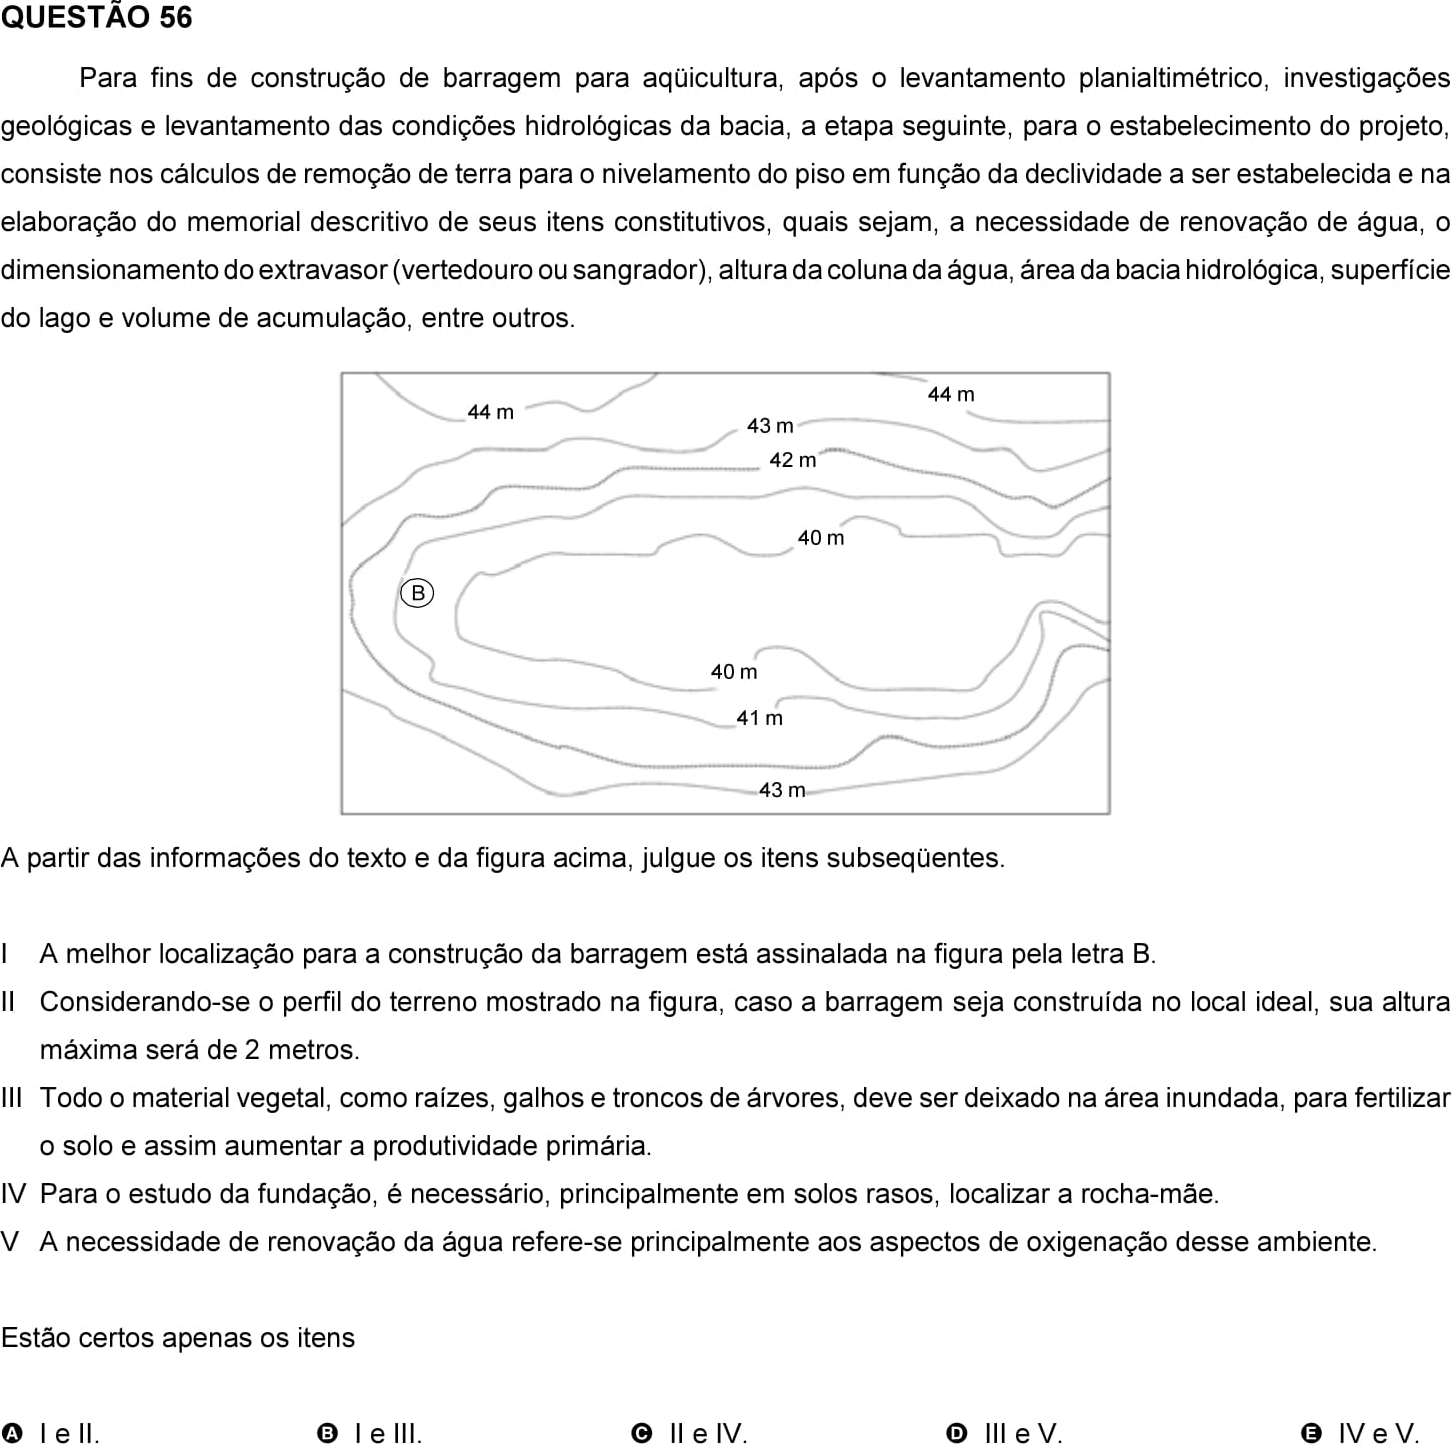 QUESTÃO 56
Para fins de construção de barragem para aqüicultura, após o levantamento planialtimétrico, investigações
geológicas e levantamento das condições hidrológicas da bacia, a etapa seguinte, para o estabelecimento do projeto,
consiste nos cálculos de remoção de terra para o nivelamento do piso em função da declividade a ser estabelecida e na
elaboração do memorial descritivo de seus itens constitutivos, quais sejam, a necessidade de renovação de água, o
dimensionamento do extravasor (vertedouro ou sangrador), altura da coluna da água, área da bacia hidrológica, superfície
do lago e volume de acumulação, entre outros.
44 m
44 m
43 m
42 m
40 m
B
40 m
41 m
43 m
A partir das informações do texto e da figura acima, julgue os itens subseqüentes.
I A melhor localização para a construção da barragem está assinalada na figura pela letra B.
II Considerando-se o perfil do terreno mostrado na figura, caso a barragem seja construída no local ideal, sua altura
máxima será de 2 metros.
III Todo o material vegetal, como raízes, galhos e troncos de árvores, deve ser deixado na área inundada, para fertilizar
o solo e assim aumentar a produtividade primária.
IV Para o estudo da fundação, é necessário, principalmente em solos rasos, localizar a rocha-mãe.
V A necessidade de renovação da água refere-se principalmente aos aspectos de oxigenação desse ambiente.
Estão certos apenas os itens
A I e II. B I e III. C II e IV. D III e V. E IV e V.